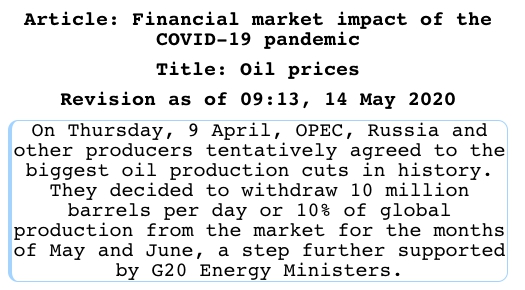 Article: Financial market impact of the
COVID-19 pandemic
Title: Oil prices
Revision as of 09:13, 14 May 2020
On Thursday, 9 April, OPEC, Russia and
other producers tentatively agreed to the
biggest oil production cuts in history.
They decided to withdraw 10 million
barrels per day or 10% of global
production from the market for the months
of May and June, a step further supported
by G20 Energy Ministers.